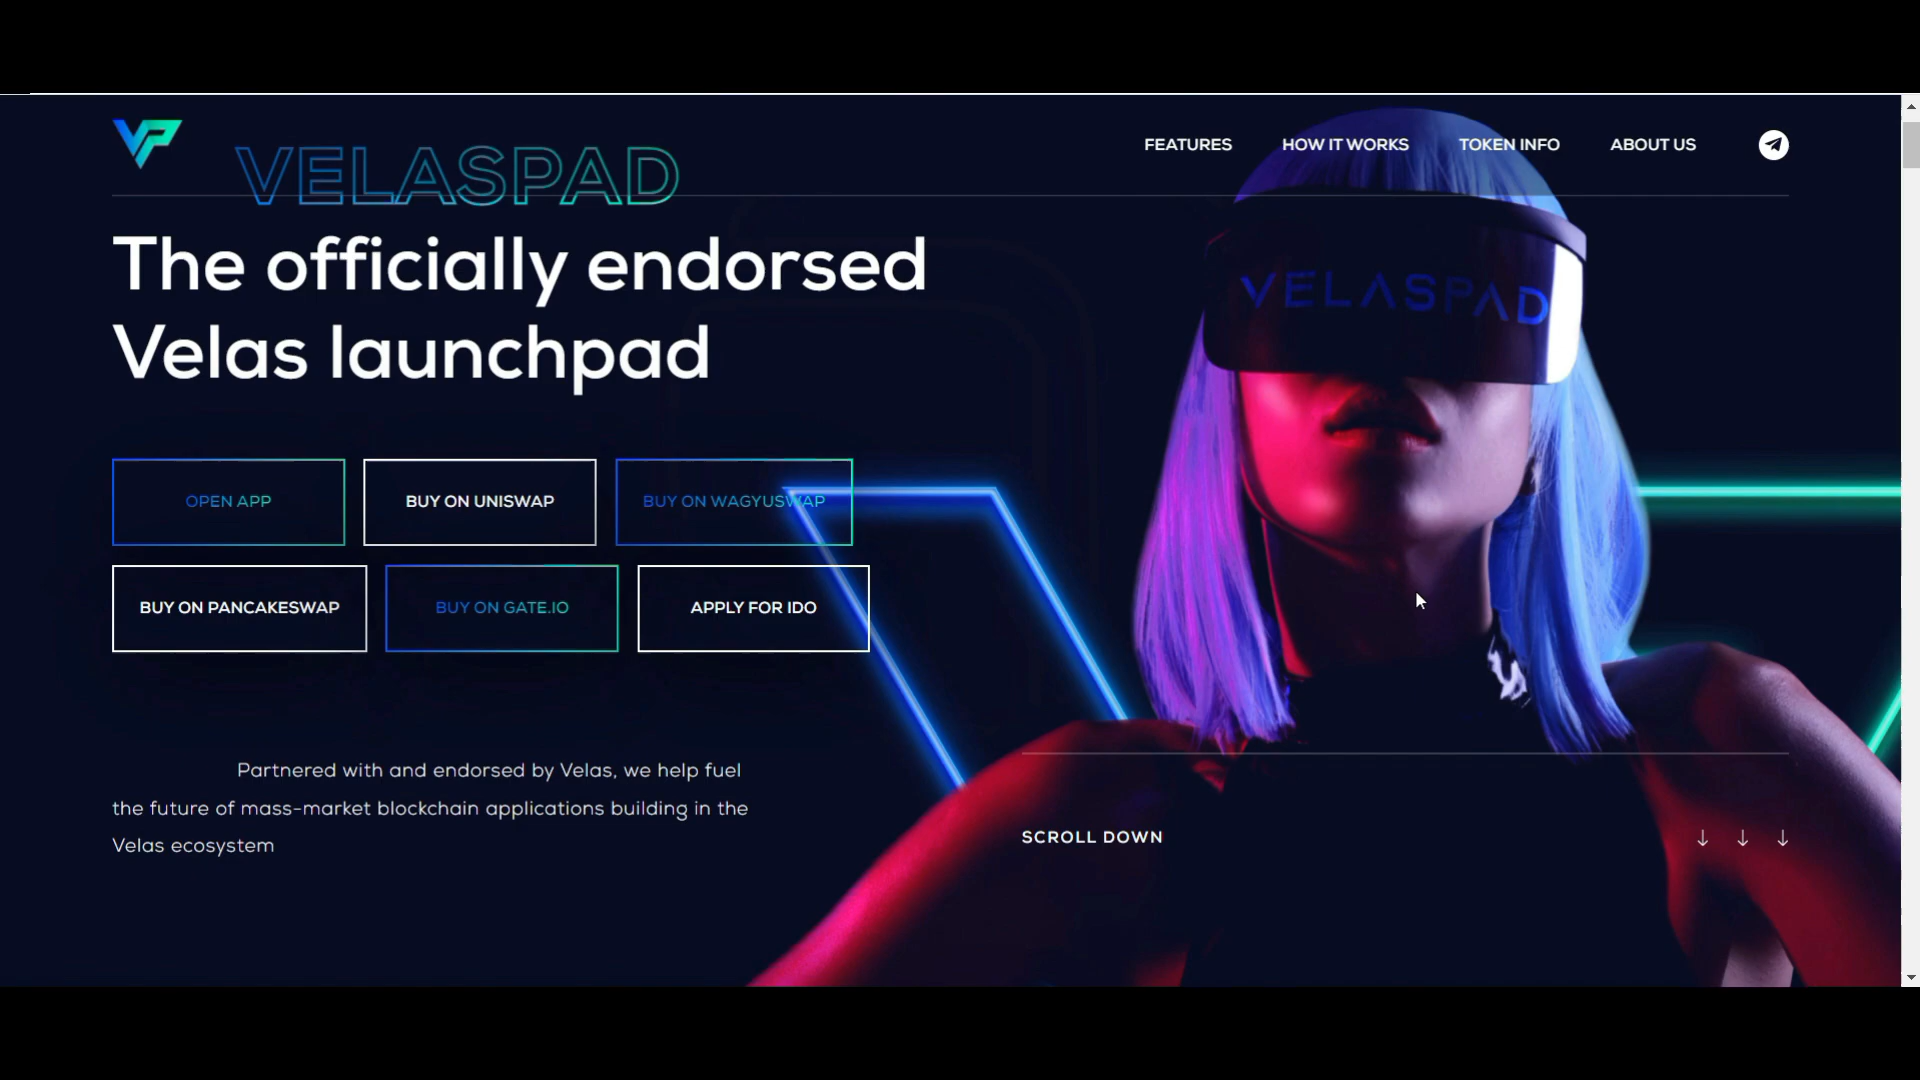 VP
VELASPAD
FEATURES HOW IT WORKS TOKEN INFO ABOUT US
The officially endorsed
Velas launchpad
VELASPAD
OPEN APP BUY ON UNISWAP BUY ON WAGYUSWAP
BUY ON PANCAKESWAP BUY ON GATE.IO APPLY FOR IDO
Partnered with and endorsed by Velas, we help fuel
the future of mass-market blockchain applications building in the
Velas ecosystem
SCROLL DOWN